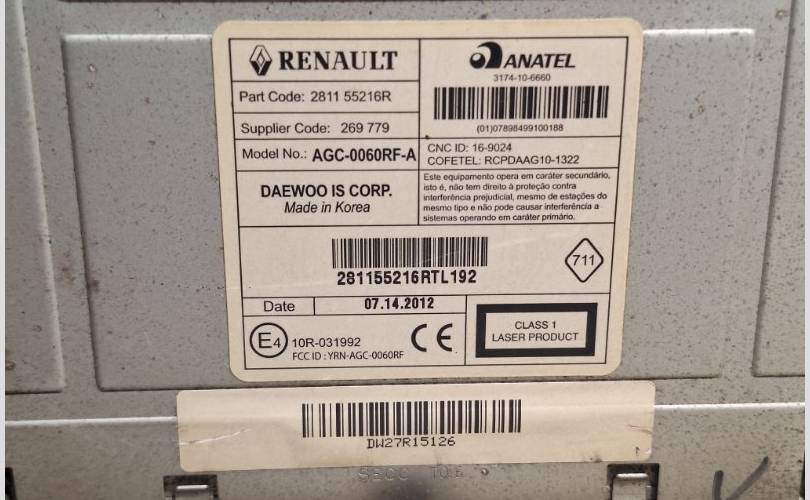 RENAULT
Part Code: 2811 55216R
Supplier Code: 269 779
Model No.: AGC-0060RF-A
DAEWOO IS CORP.
Made in Korea
ANATEL
3174-10-6660
(01)07898499100188
CNC ID: 16-9024
COFETEL: RCPDAAG10-1322
Este equipamento opera em caráter secundário,
isto é, não tem direito à proteção contra
interferência prejudicial, mesmo de estações do
mesmo tipo e não pode causar interferência a
sistemas operando em caráter primário.
281155216RTL192
711
Date 07.14.2012
E4 10R-031992
FCC ID : YRN-AGC-0060RF
CE
CLASS 1
LASER PRODUCT
DW27R15126